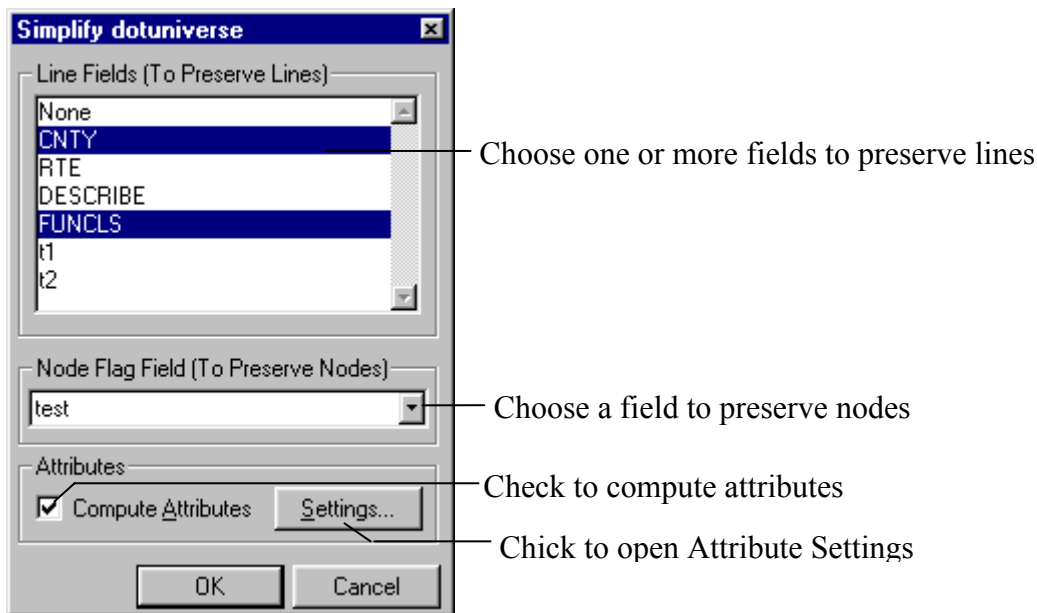 Simplify dotuniverse
Line Fields (To Preserve Lines)
None
CNTY
RTE
DESCRIBE
FUNCLS
t1
t2
Choose one or more fields to preserve lines
Node Flag Field (To Preserve Nodes)
test
Choose a field to preserve nodes
Attributes
Compute Attributes
Settings...
Check to compute attributes
Chick to open Attribute Settings
OK
Cancel